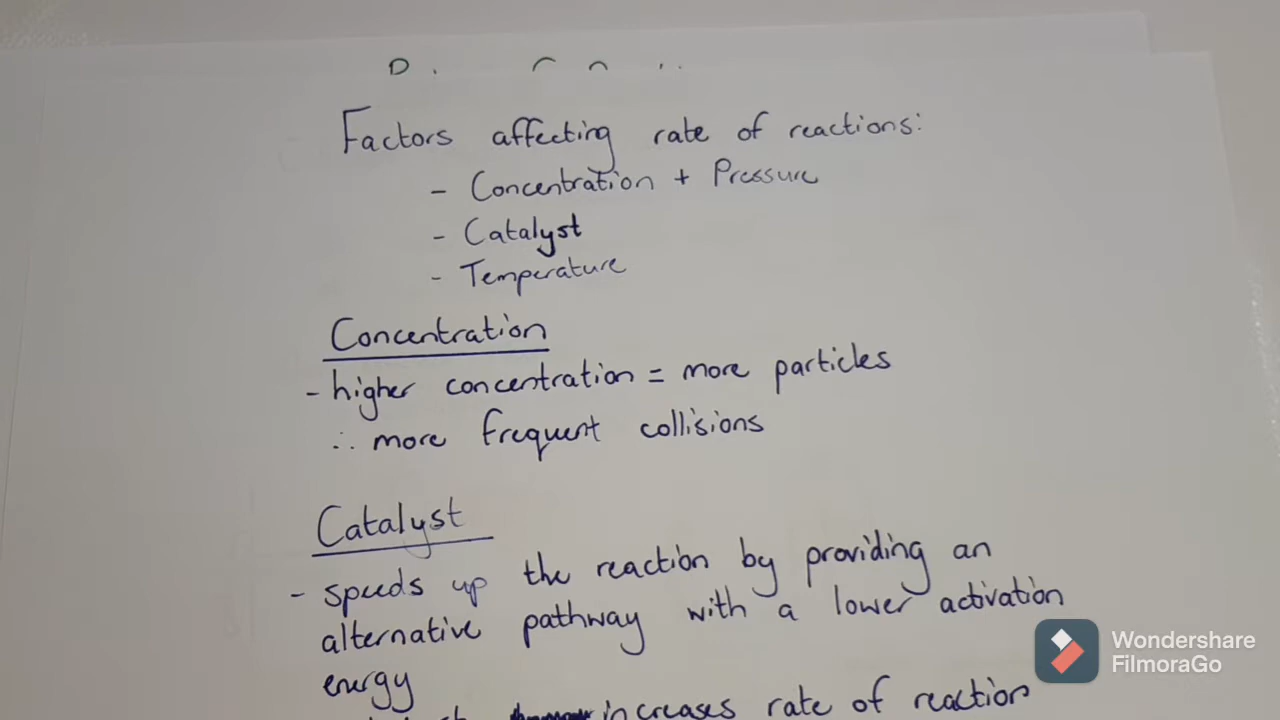 Factors affecting rate of reactions:
- Concentration + Pressure
- Catalyst
- Temperature
Concentration
- higher concentration = more particles
∴ more frequent collisions
Catalyst
- speeds up the reaction by providing an
alternative pathway with a lower activation
energy
increases rate of reaction
Wondershare
FilmoraGo